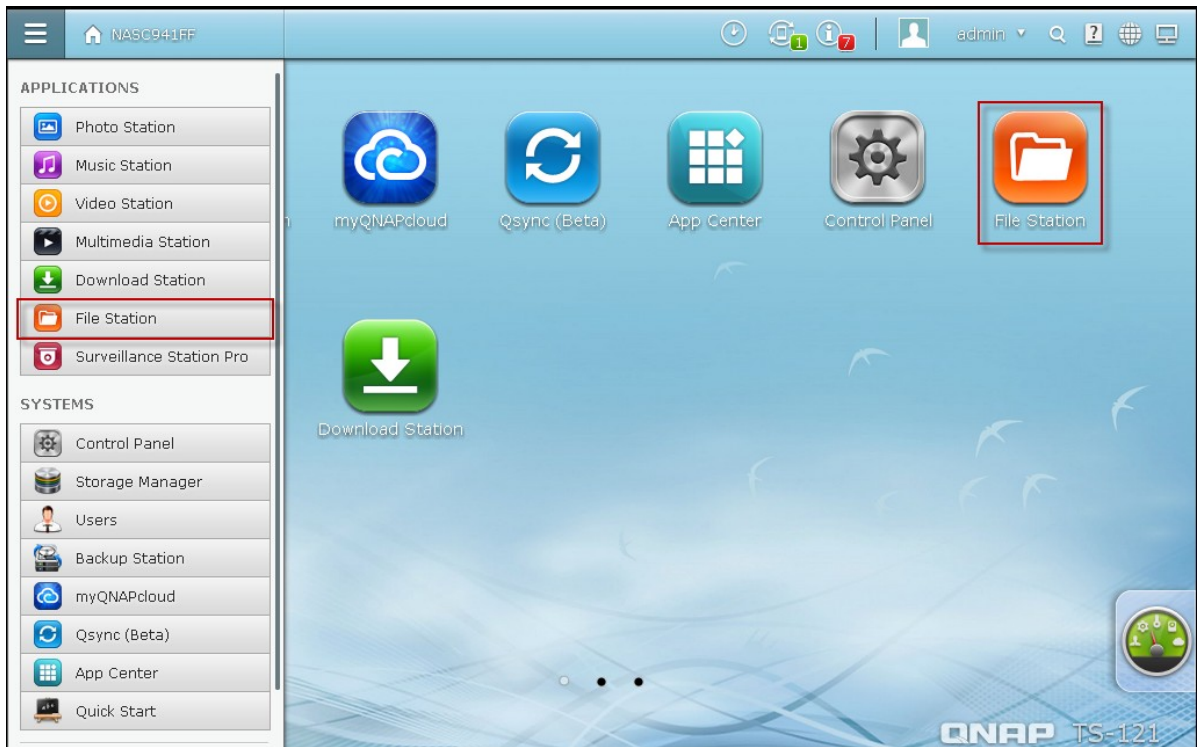 NASC941FF
1
7
admin
?
APPLICATIONS
Photo Station
Music Station
Video Station
Multimedia Station
Download Station
File Station
Surveillance Station Pro
SYSTEMS
Control Panel
Storage Manager
Users
Backup Station
myQNAPcloud
Qsync (Beta)
App Center
Quick Start
myQNAPcloud
Qsync (Beta)
App Center
Control Panel
File Station
Download Station
QNAP TS-121